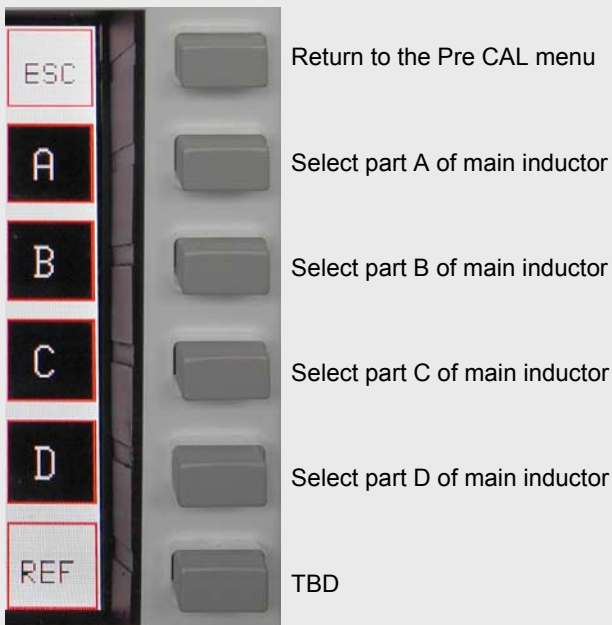 ESC Return to the Pre CAL menu
A Select part A of main inductor
B Select part B of main inductor
C Select part C of main inductor
D Select part D of main inductor
REF TBD